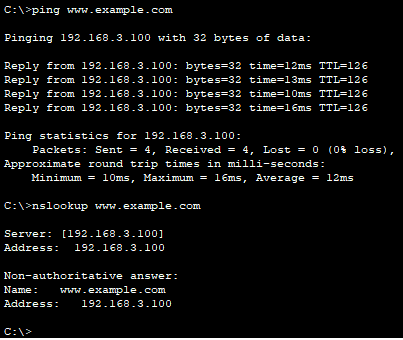 C:\>ping www.example.com
Pinging 192.168.3.100 with 32 bytes of data:
Reply from 192.168.3.100: bytes=32 time=12ms TTL=126
Reply from 192.168.3.100: bytes=32 time=13ms TTL=126
Reply from 192.168.3.100: bytes=32 time=10ms TTL=126
Reply from 192.168.3.100: bytes=32 time=16ms TTL=126
Ping statistics for 192.168.3.100:
    Packets: Sent = 4, Received = 4, Lost = 0 (0% loss),
Approximate round trip times in milli-seconds:
    Minimum = 10ms, Maximum = 16ms, Average = 12ms
C:\>nslookup www.example.com
Server: [192.168.3.100]
Address:  192.168.3.100
Non-authoritative answer:
Name:   www.example.com
Address:   192.168.3.100
C:\>